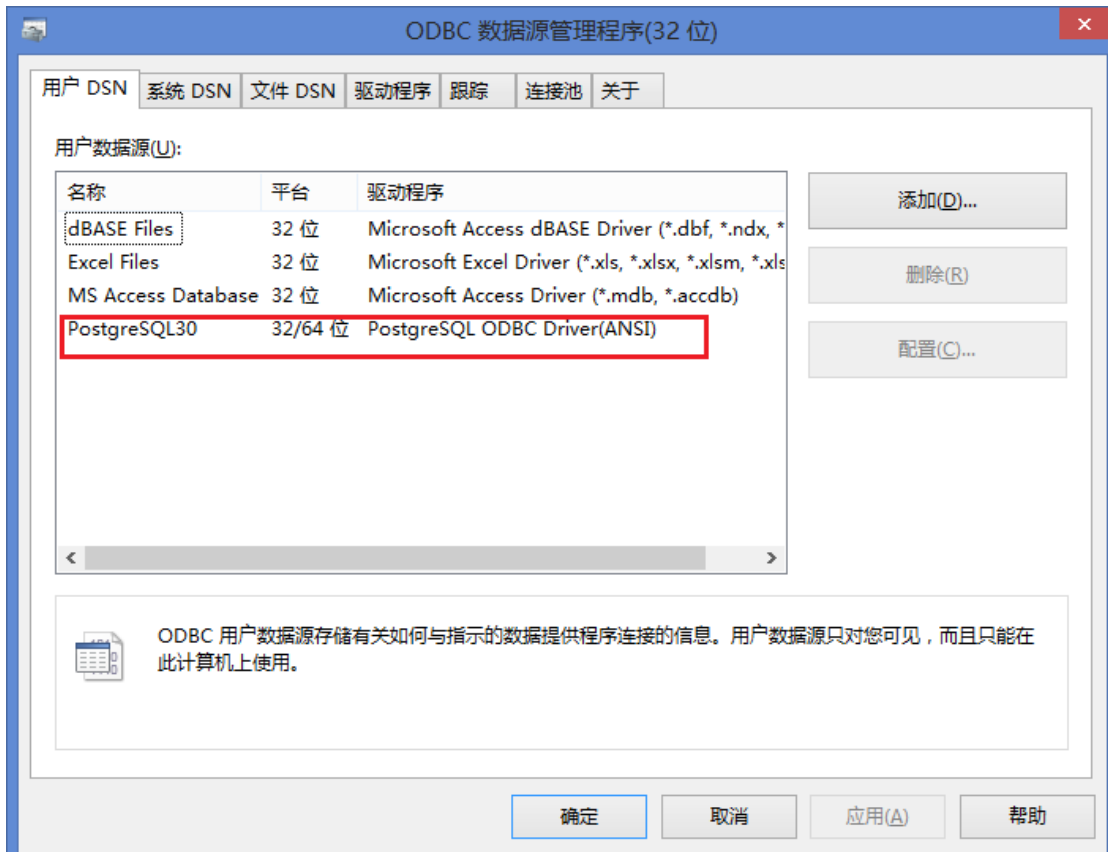 ODBC 数据源管理程序(32 位)
用户 DSN 系统 DSN 文件 DSN 驱动程序 跟踪 连接池 关于
用户数据源(U):
名称 平台 驱动程序
dBASE Files 32 位 Microsoft Access dBASE Driver (*.dbf, *.ndx, *
Excel Files 32 位 Microsoft Excel Driver (*.xls, *.xlsx, *.xlsm, *.xls
MS Access Database 32 位 Microsoft Access Driver (*.mdb, *.accdb)
PostgreSQL30 32/64 位 PostgreSQL ODBC Driver(ANSI)
添加(D)...
删除(R)
配置(C)...
ODBC 用户数据源存储有关如何与指示的数据提供程序连接的信息。用户数据源只对您可见，而且只能在
此计算机上使用。
确定 取消 应用(A) 帮助